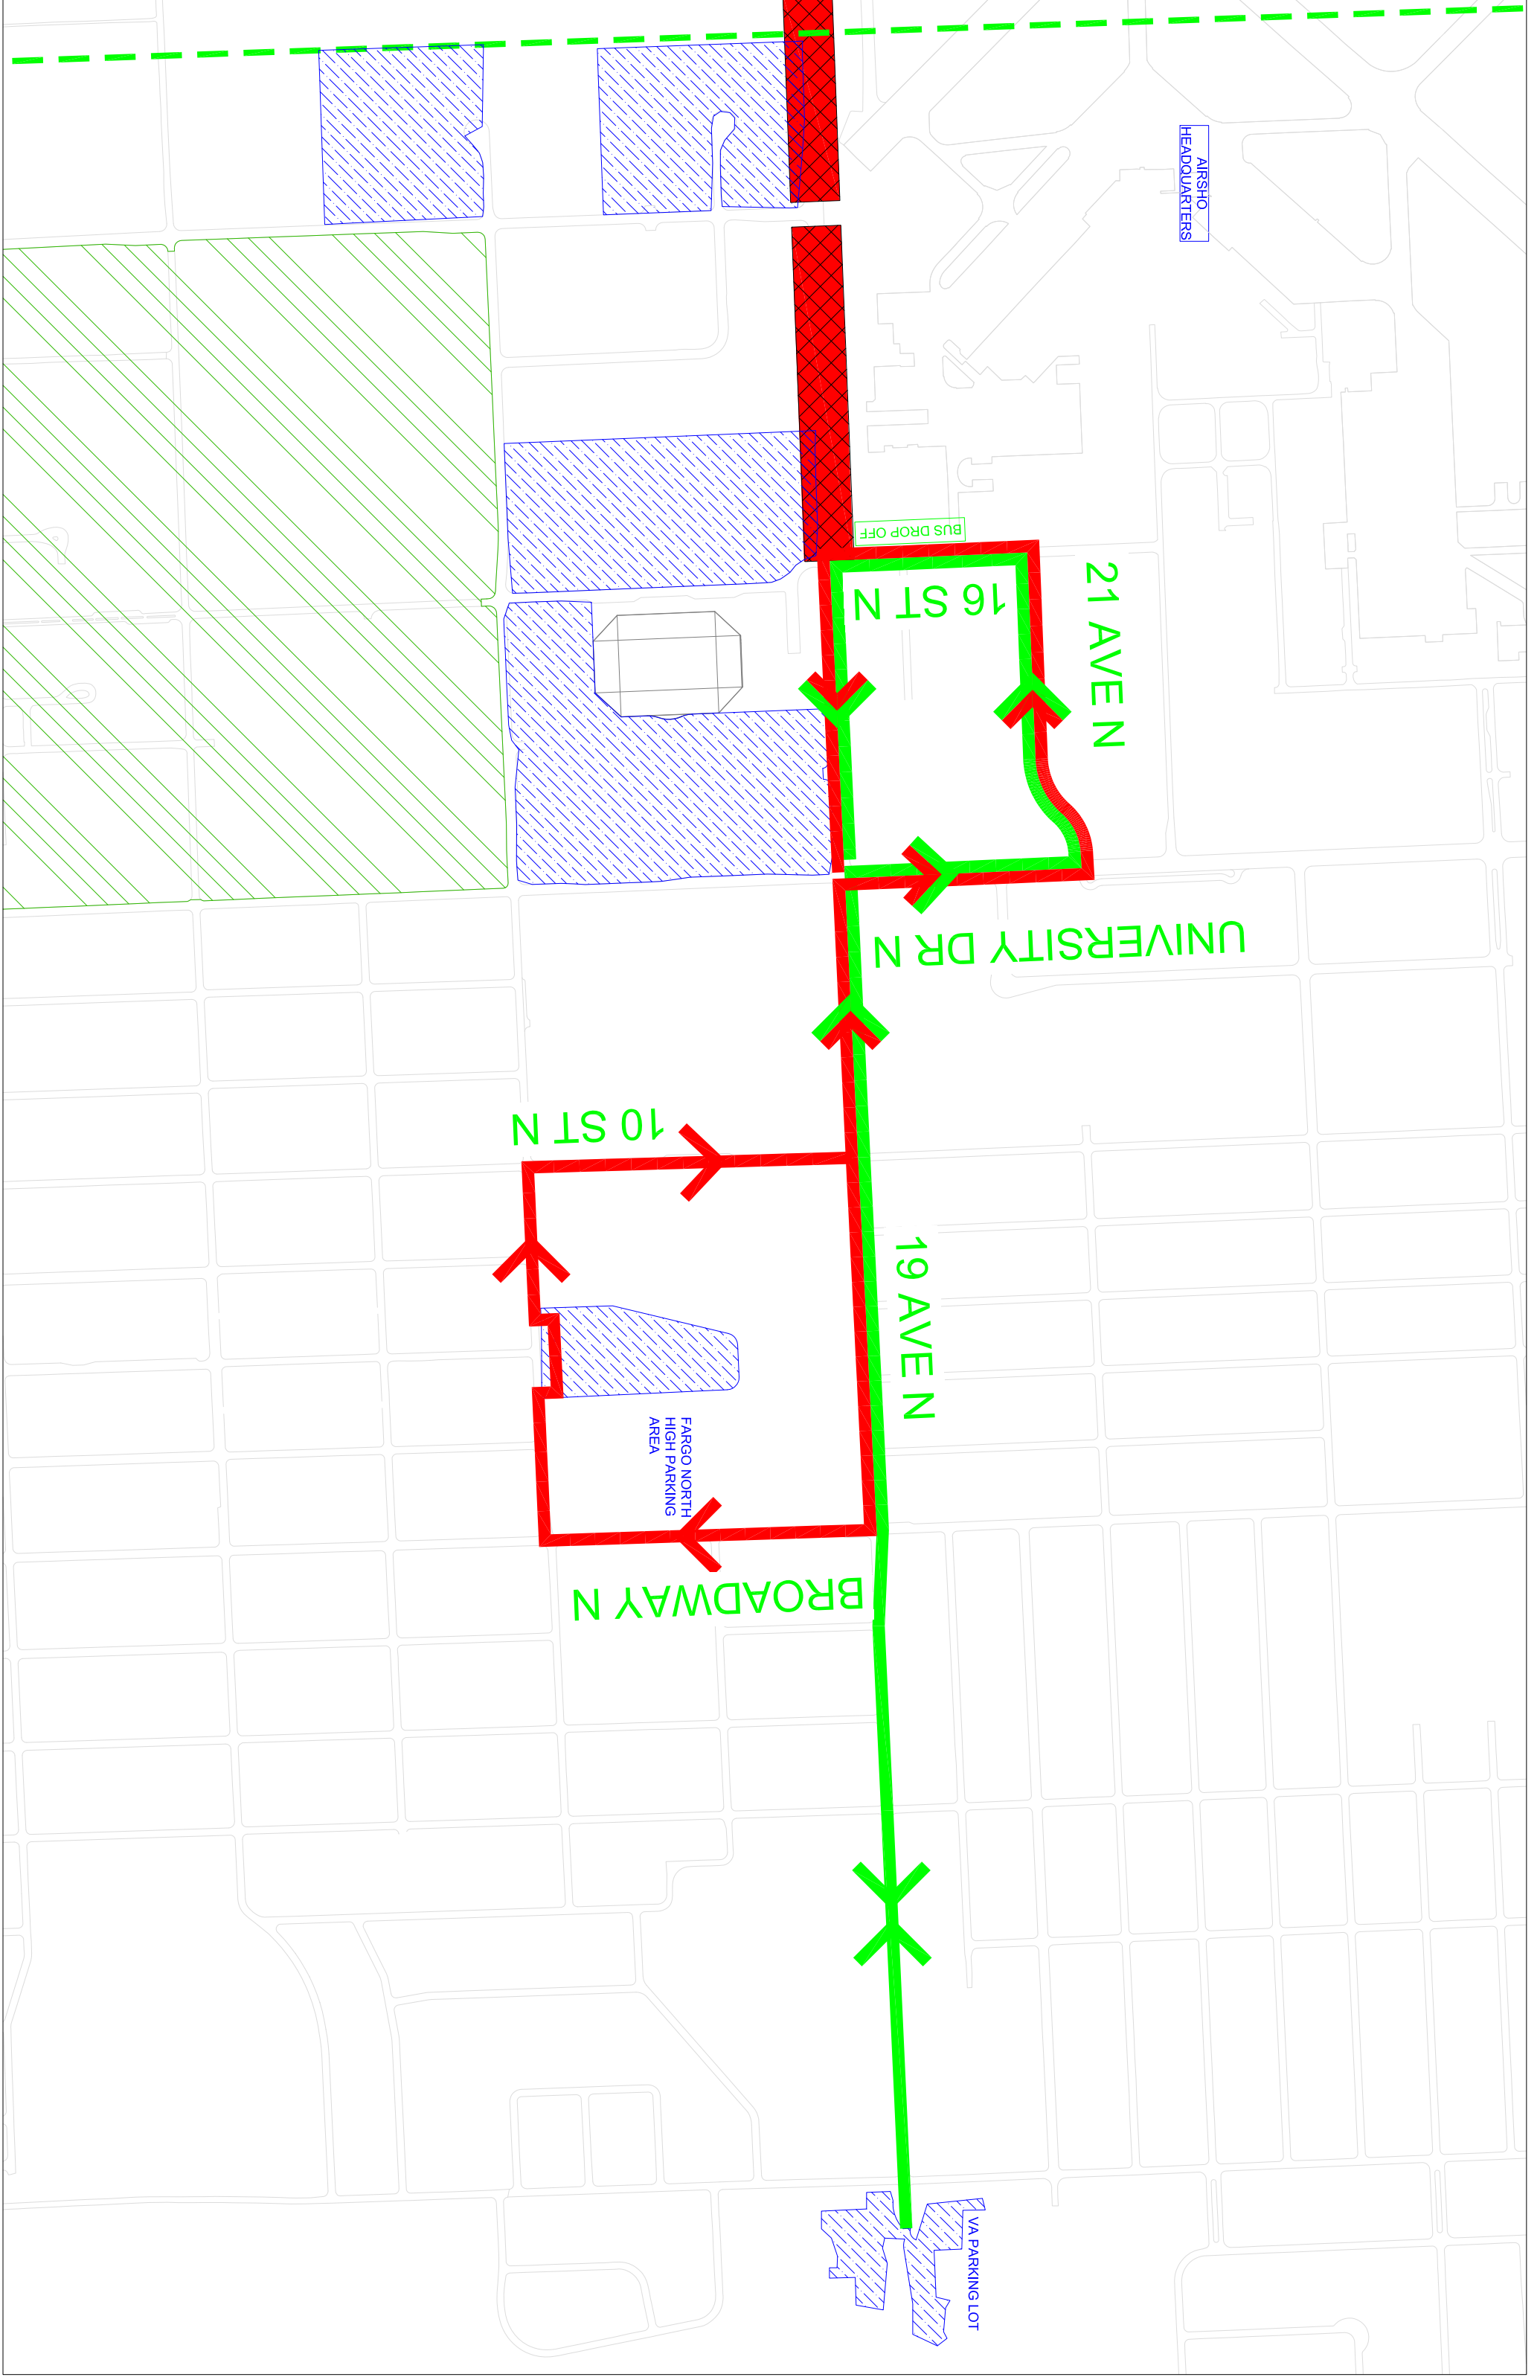 AIRSHO
HEADQUARTERS
BUS DROP OFF
16 ST N
21 AVE N
UNIVERSITY DR N
10 ST N
19 AVE N
FARGO NORTH
HIGH PARKING
AREA
BROADWAY N
VA PARKING LOT